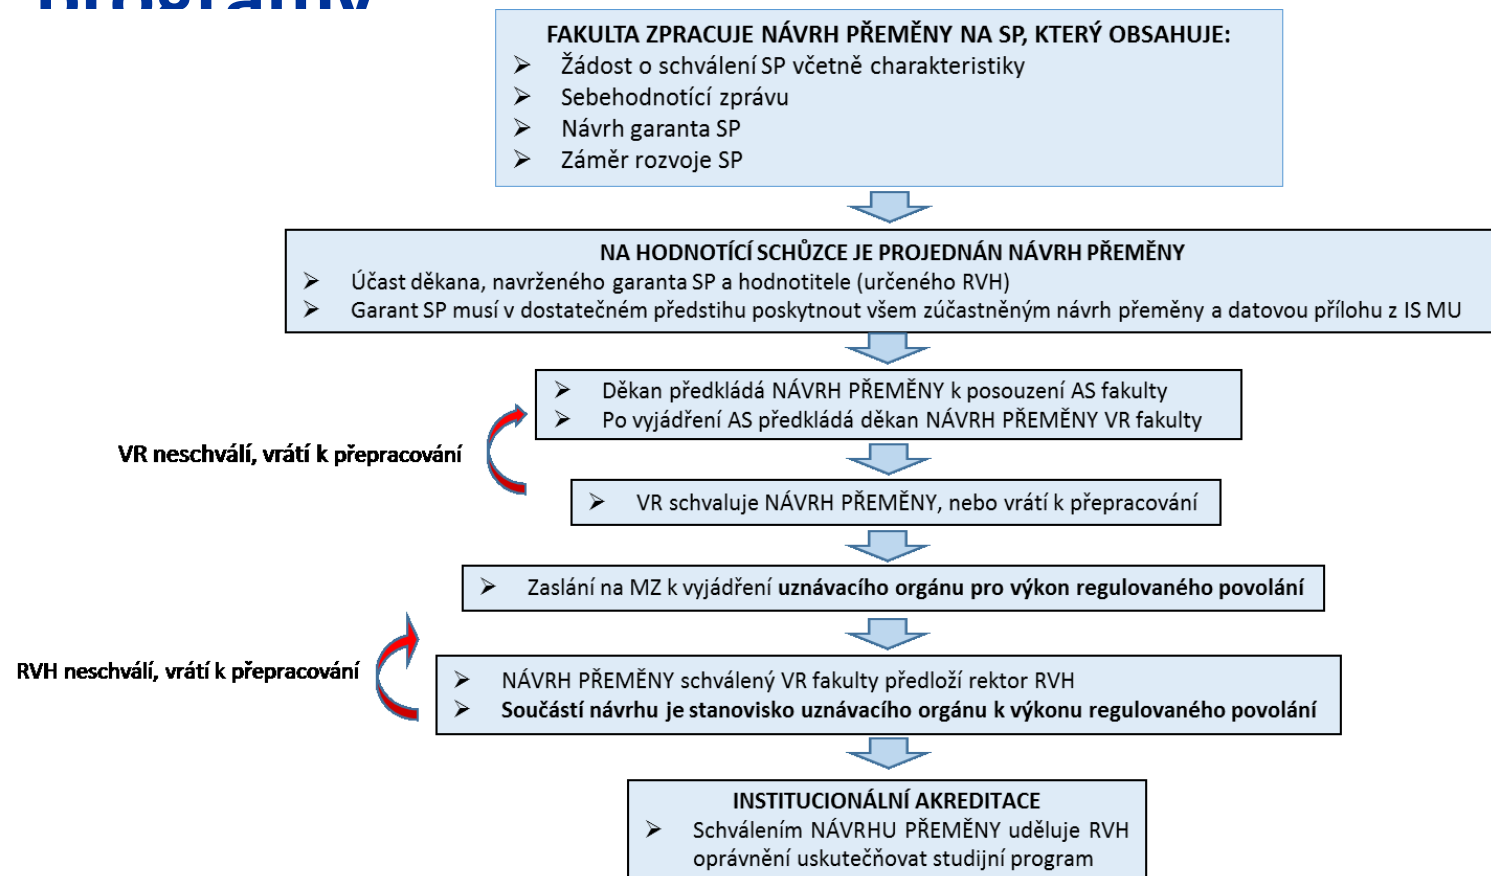 programy
FAKULTA ZPRACUJE NÁVRH PŘEMĚNY NA SP, KTERÝ OBSAHUJE:
➢ Žádost o schválení SP včetně charakteristiky
➢ Sebehodnotící zprávu
➢ Návrh garanta SP
➢ Záměr rozvoje SP
NA HODNOTÍCÍ SCHŮZCE JE PROJEDNÁN NÁVRH PŘEMĚNY
➢ Účast děkana, navrženého garanta SP a hodnotitele (určeného RVH)
➢ Garant SP musí v dostatečném předstihu poskytnout všem zúčastněným návrh přeměny a datovou přílohu z IS MU
➢ Děkan předkládá NÁVRH PŘEMĚNY k posouzení AS fakulty
➢ Po vyjádření AS předkládá děkan NÁVRH PŘEMĚNY VR fakulty
VR neschválí, vrátí k přepracování
➢ VR schvaluje NÁVRH PŘEMĚNY, nebo vrátí k přepracování
➢ Zaslání na MZ k vyjádření uznávacího orgánu pro výkon regulovaného povolání
RVH neschválí, vrátí k přepracování
➢ NÁVRH PŘEMĚNY schválený VR fakulty předloží rektor RVH
➢ Součástí návrhu je stanovisko uznávacího orgánu k výkonu regulovaného povolání
INSTITUCIONÁLNÍ AKREDITACE
➢ Schválením NÁVRHU PŘEMĚNY uděluje RVH
oprávnění uskutečňovat studijní program